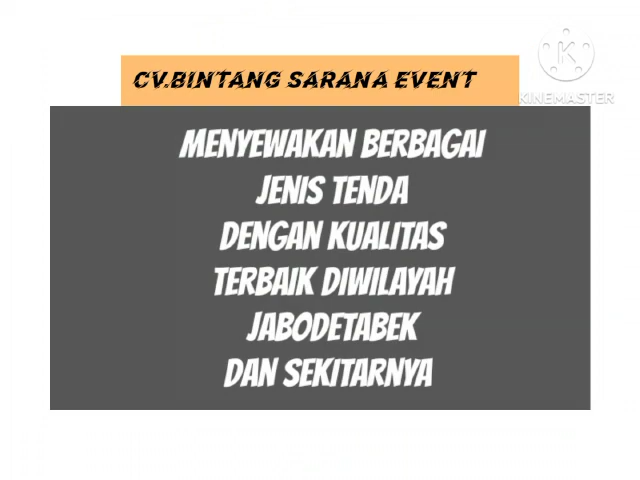 CV.BINTANG SARANA EVENT
KINEMASTER
MENYEWAKAN BERBAGAI
JENIS TENDA
DENGAN KUALITAS
TERBAIK DIWILAYAH
JABODETABEK
DAN SEKITARNYA